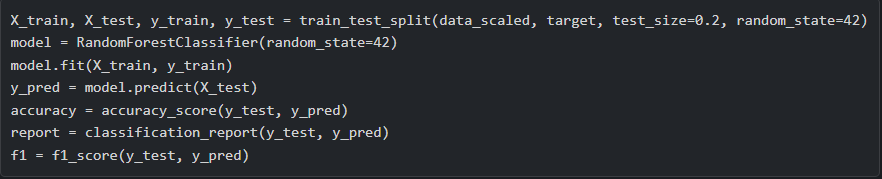 X_train, X_test, y_train, y_test = train_test_split(data_scaled, target, test_size=0.2, random_state=42)
model = RandomForestClassifier(random_state=42)
model.fit(X_train, y_train)
y_pred = model.predict(X_test)
accuracy = accuracy_score(y_test, y_pred)
report = classification_report(y_test, y_pred)
f1 = f1_score(y_test, y_pred)